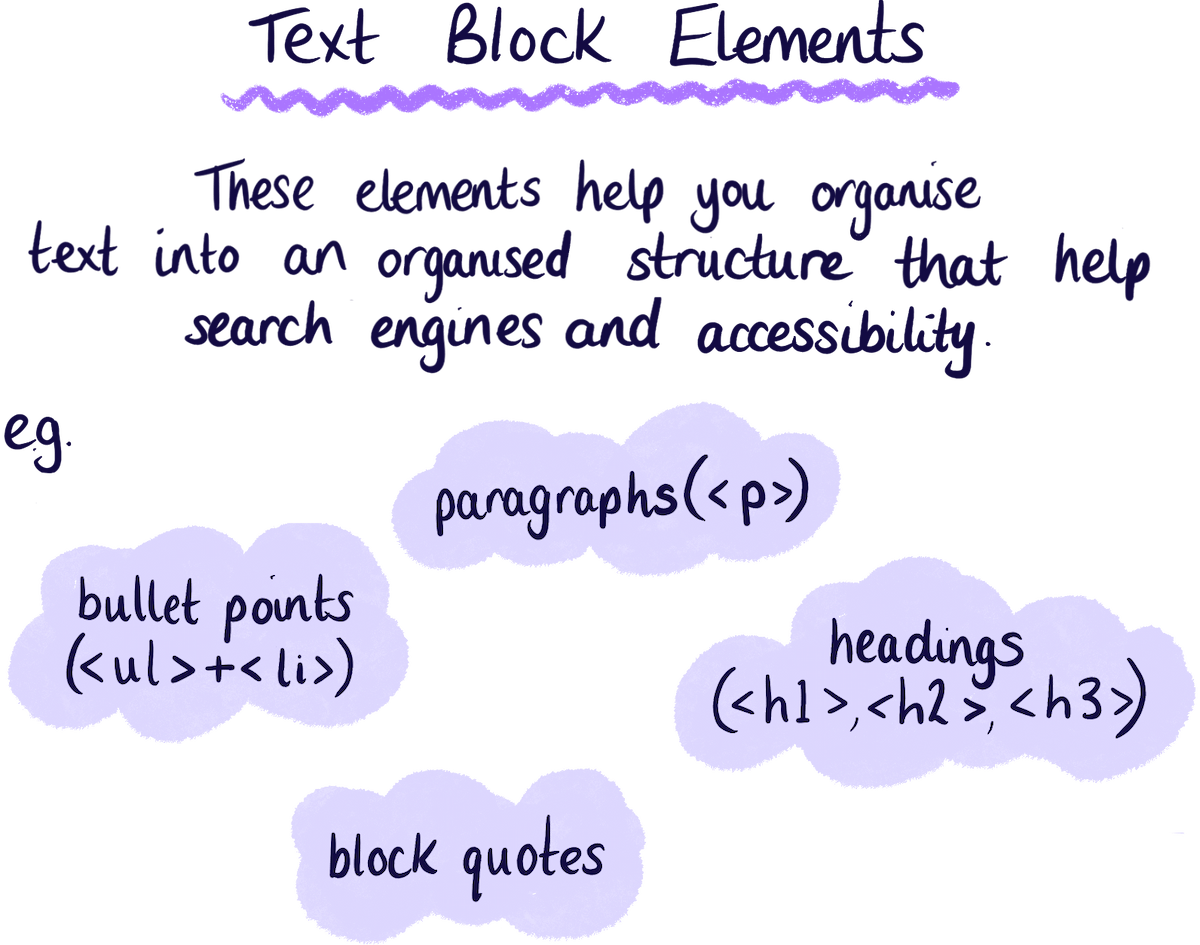 Text Block Elements
These elements help you organise
text into an organised structure that help
search engines and accessibility.
eg.
paragraphs(<p>)
bullet points
(<ul>+<li>)
headings
(<h1>,<h2>,<h3>)
block quotes